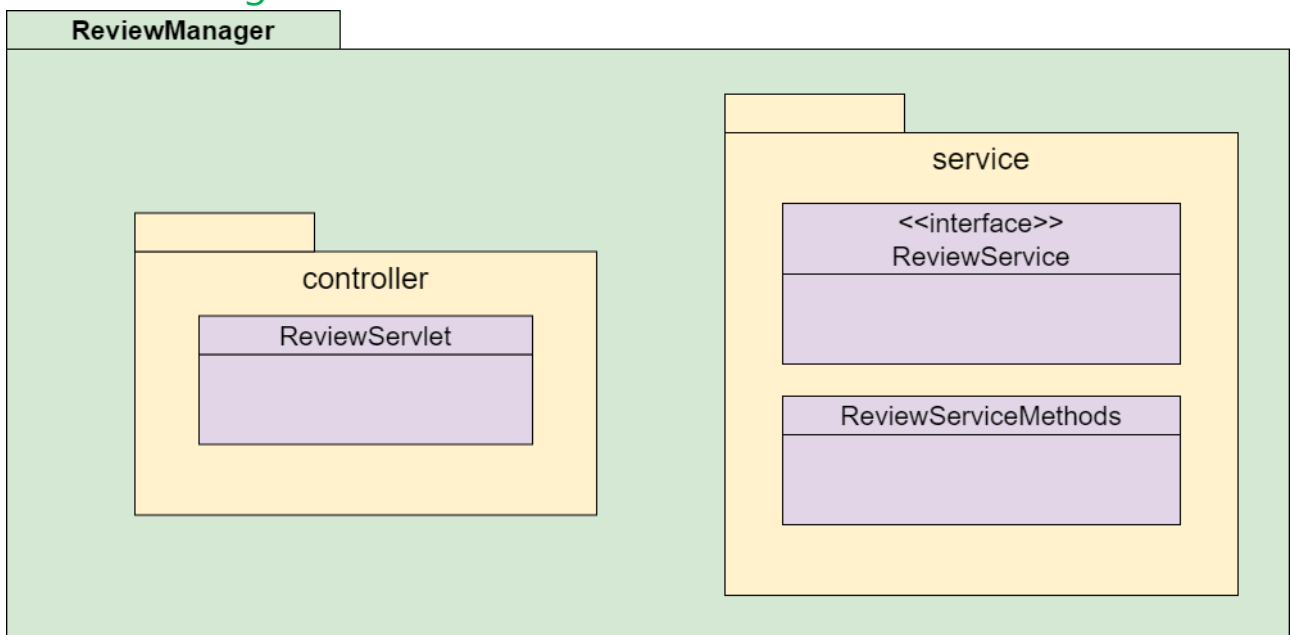 ReviewManager
controller
ReviewServlet
service
<<interface>>
ReviewService
ReviewServiceMethods